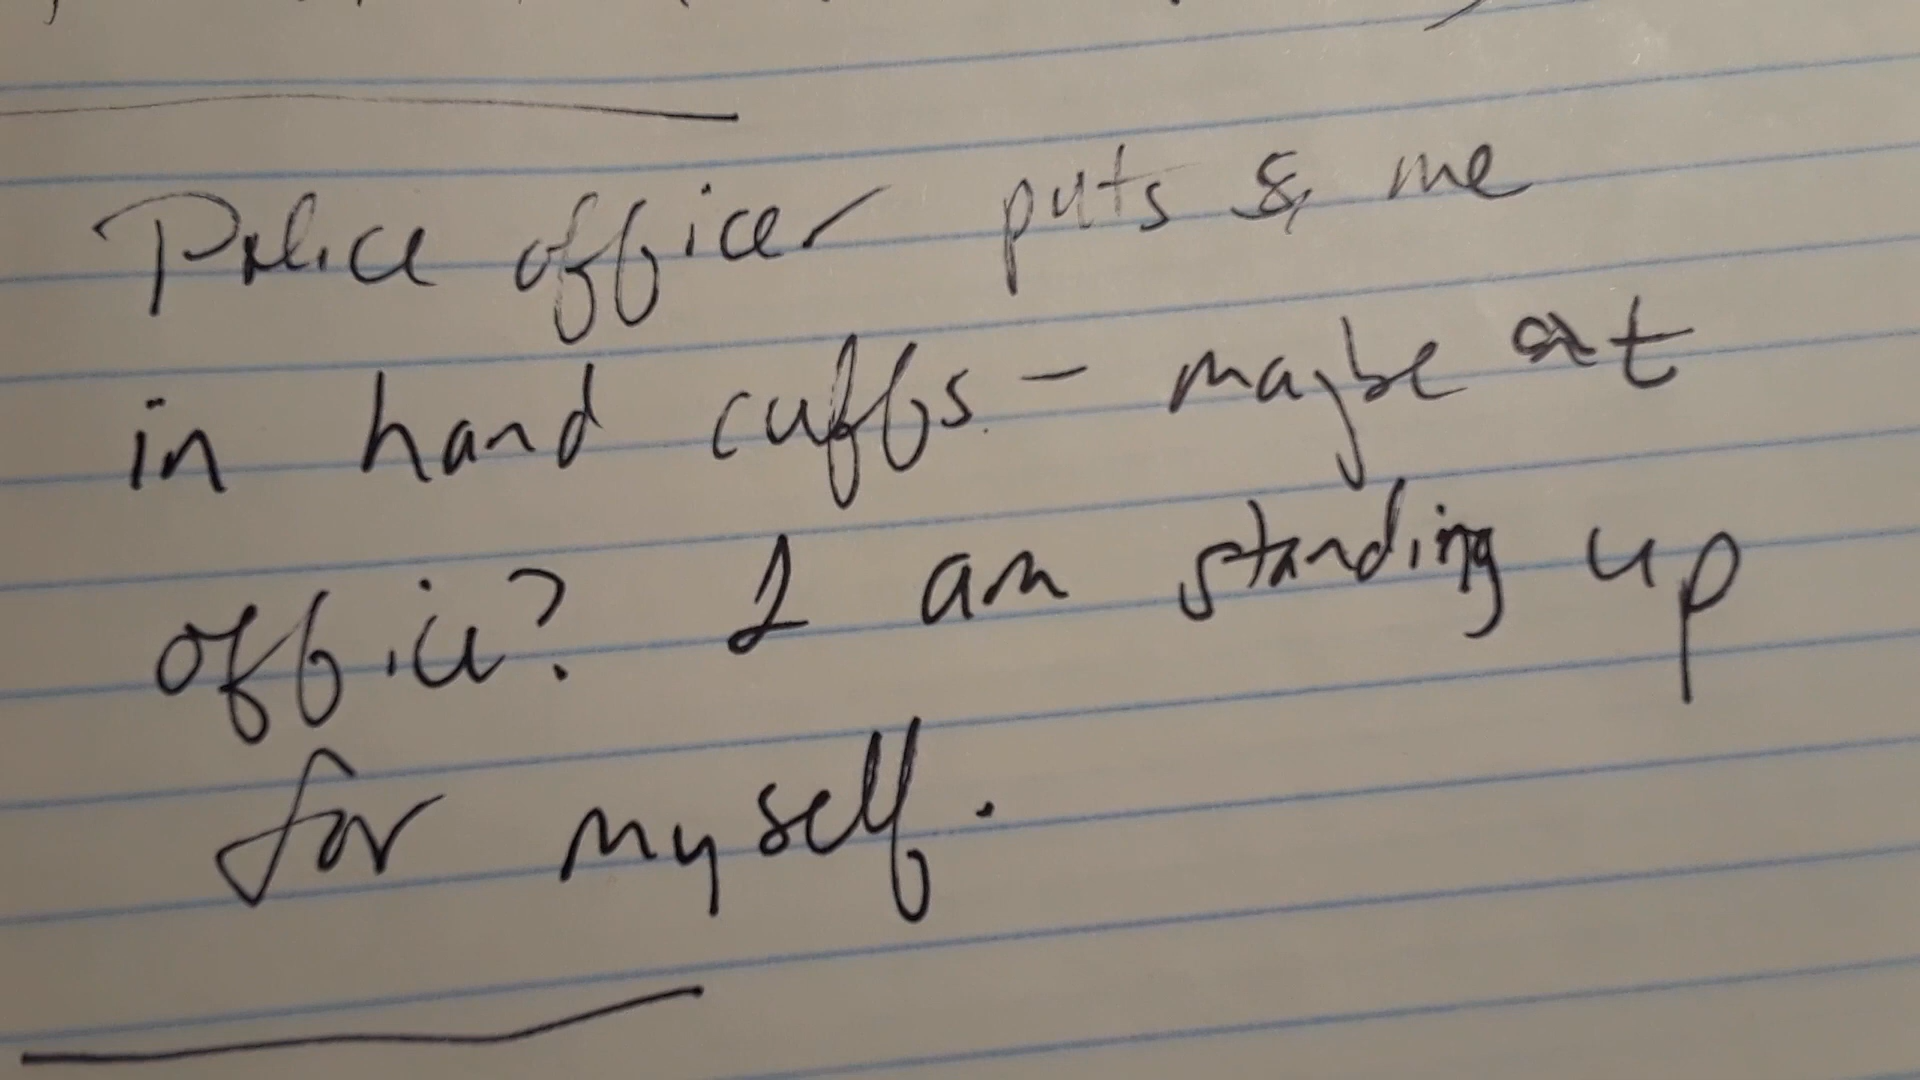 Police officer puts & me
in hand cuffs - maybe at
office? I am standing up
for myself.